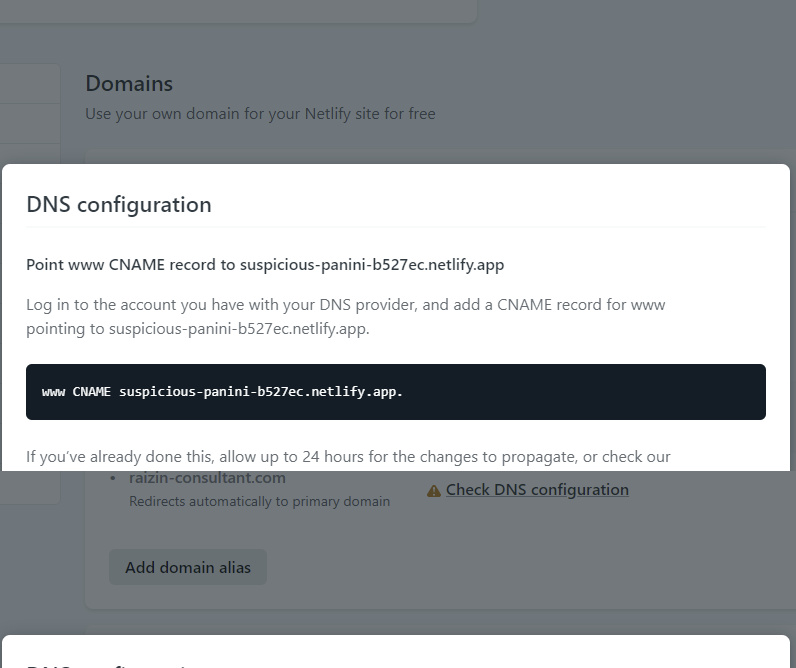 Domains
Use your own domain for your Netlify site for free
DNS configuration
Point www CNAME record to suspicious-panini-b527ec.netlify.app
Log in to the account you have with your DNS provider, and add a CNAME record for www
pointing to suspicious-panini-b527ec.netlify.app.
www CNAME suspicious-panini-b527ec.netlify.app.
If you’ve already done this, allow up to 24 hours for the changes to propagate, or check our
• raizin-consultant.com
Redirects automatically to primary domain
Check DNS configuration
Add domain alias